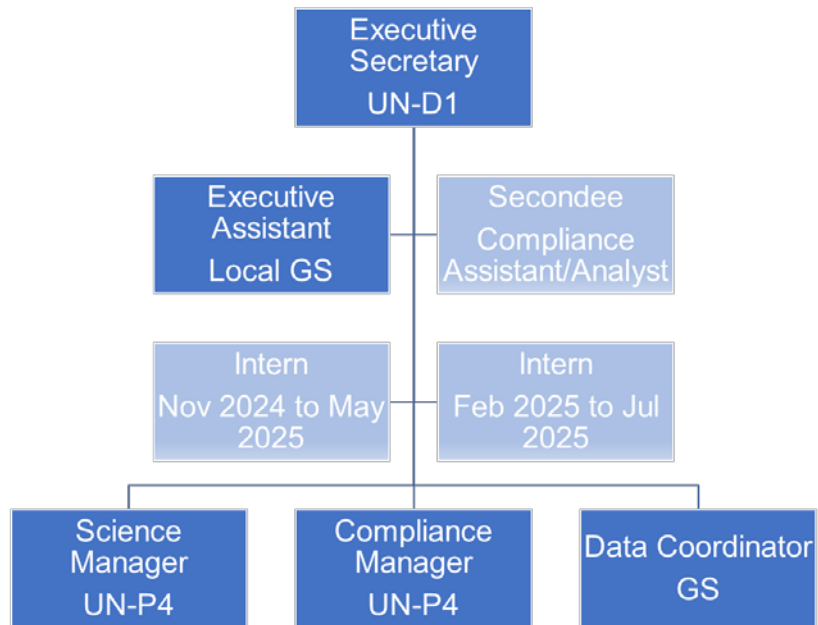 Executive
Secretary
UN-D1
Executive
Assistant
Local GS
Secondee
Compliance
Assistant/Analyst
Intern
Nov 2024 to May
2025
Intern
Feb 2025 to Jul
2025
Science
Manager
UN-P4
Compliance
Manager
UN-P4
Data Coordinator
GS